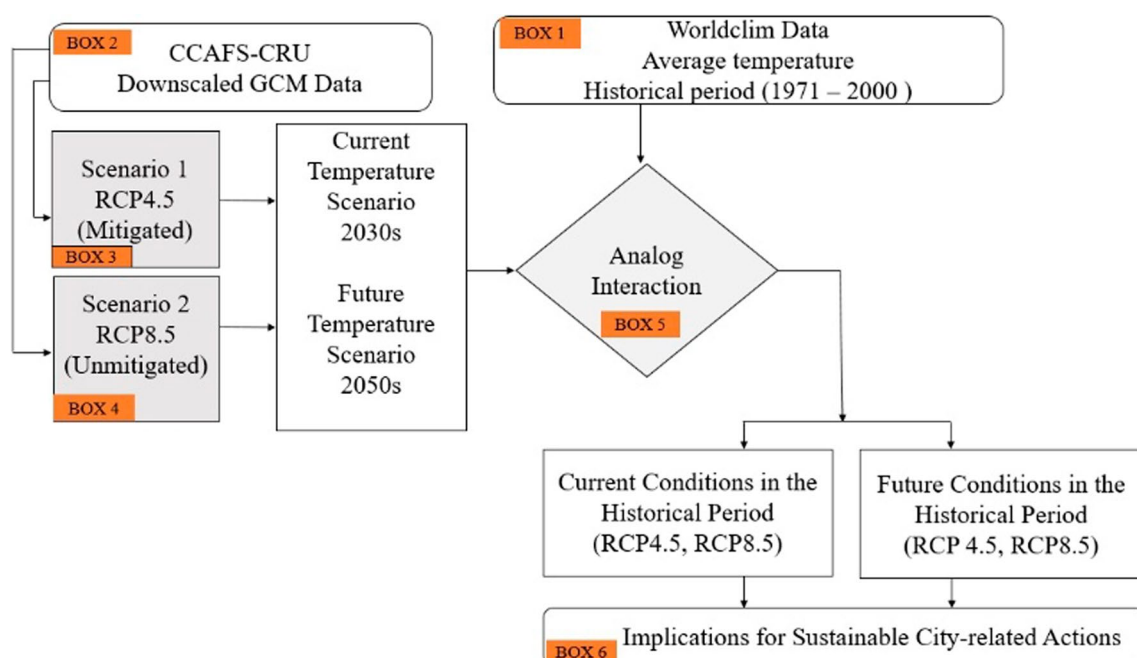 BOX 2
CCAFS-CRU
Downscaled GCM Data
BOX 1
Worldclim Data
Average temperature
Historical period (1971 – 2000 )
Scenario 1
RCP4.5
(Mitigated)
BOX 3
Scenario 2
RCP8.5
(Unmitigated)
BOX 4
Current
Temperature
Scenario
2030s
Future
Temperature
Scenario
2050s
Analog
Interaction
BOX 5
Current Conditions in the
Historical Period
(RCP4.5, RCP8.5)
Future Conditions in the
Historical Period
(RCP 4.5, RCP8.5)
BOX 6
Implications for Sustainable City-related Actions